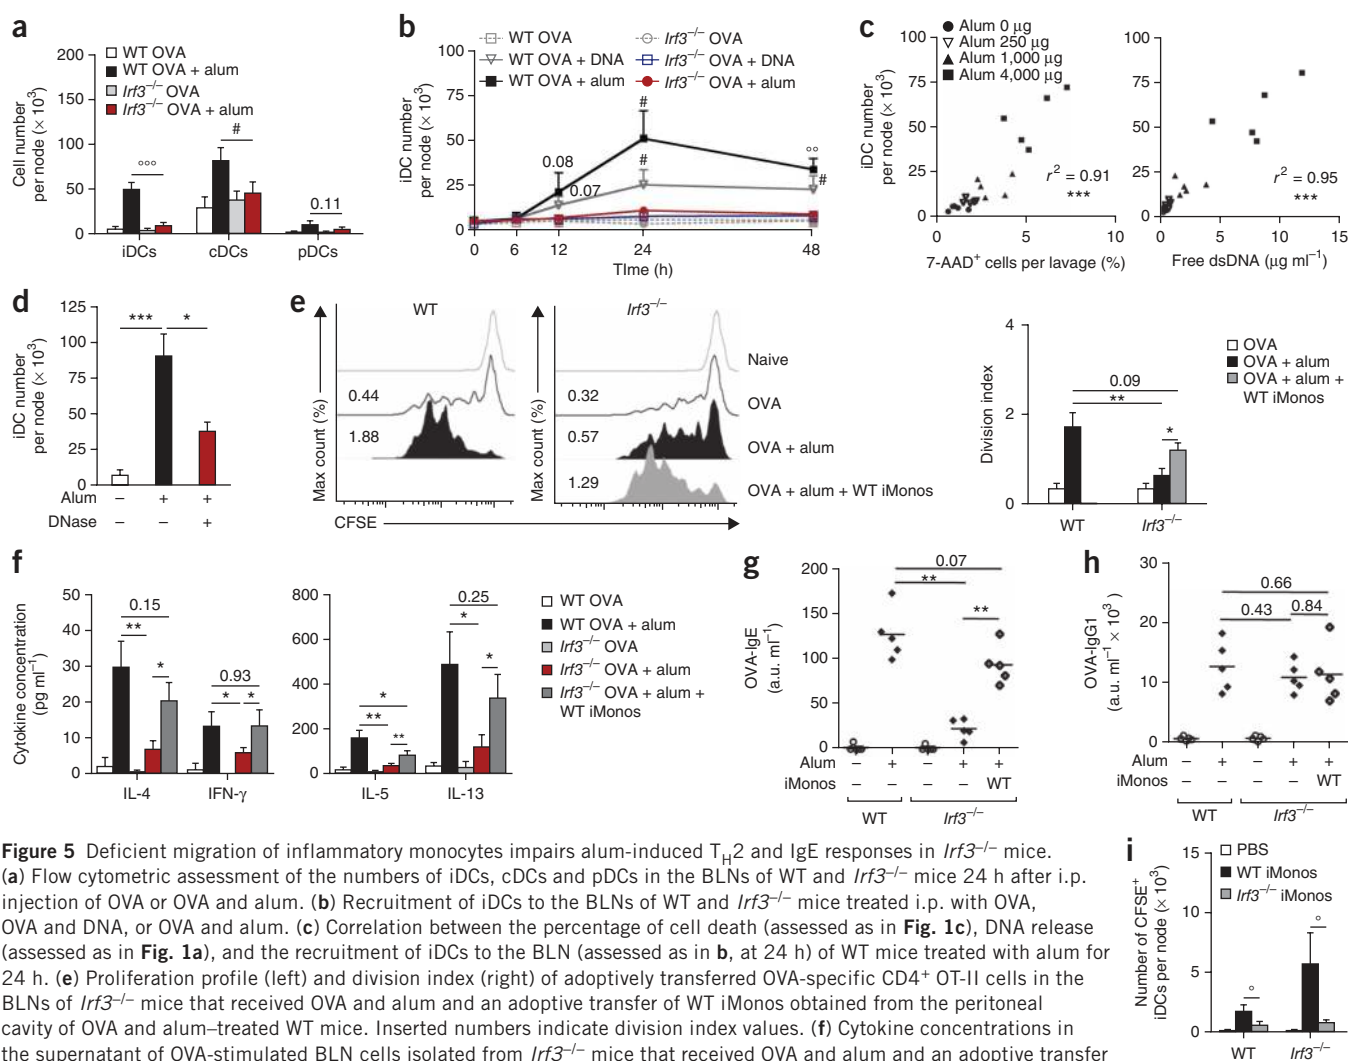 a
200
150
100
50
0
Cell number
per node (× 10³)
WT OVA
WT OVA + alum
Irf3⁻/⁻ OVA
Irf3⁻/⁻ OVA + alum
°°°
#
0.11
iDCs
cDCs
pDCs
b
100
75
50
25
0
iDC number
per node (× 10³)
WT OVA
WT OVA + DNA
WT OVA + alum
Irf3⁻/⁻ OVA
Irf3⁻/⁻ OVA + DNA
Irf3⁻/⁻ OVA + alum
0.08
0.07
#
#
°°
#
0 6 12 24 48
TIme (h)
c
Alum 0 µg
Alum 250 µg
Alum 1,000 µg
Alum 4,000 µg
100
75
50
25
0
iDC number
per node (× 10³)
r² = 0.91
***
0 5 10
7-AAD⁺ cells per lavage (%)
100
75
50
25
0
r² = 0.95
***
0 5 10 15
Free dsDNA (µg ml⁻¹)
d
125
100
75
50
25
0
iDC number
per node (× 10³)
*** *
Alum – + +
DNase – – +
e
WT
Irf3⁻/⁻
Max count (%)
Max count (%)
0.44
1.88
0.32
0.57
1.29
Naive
OVA
OVA + alum
OVA + alum + WT iMonos
CFSE
4
2
0
Division index
OVA
OVA + alum
OVA + alum +
WT iMonos
0.09
**
*
WT
Irf3⁻/⁻
f
50
40
30
20
10
0
Cytokine concentration
(pg ml⁻¹)
0.15
**
*
0.93
* *
IL-4
IFN-γ
800
600
400
200
0
*
**
**
0.25
*
*
IL-5
IL-13
WT OVA
WT OVA + alum
Irf3⁻/⁻ OVA
Irf3⁻/⁻ OVA + alum
Irf3⁻/⁻ OVA + alum +
WT iMonos
g
200
150
100
50
0
OVA-IgE
(a.u. ml⁻¹)
0.07
**
**
Alum – + – + +
iMonos – – – – WT
WT
Irf3⁻/⁻
h
30
20
10
0
OVA-IgG1
(a.u. ml⁻¹ × 10³)
0.66
0.43
0.84
– + – + +
– – – – WT
WT
Irf3⁻/⁻
Figure 5 Deficient migration of inflammatory monocytes impairs alum-induced T_H2 and IgE responses in Irf3⁻/⁻ mice.
(a) Flow cytometric assessment of the numbers of iDCs, cDCs and pDCs in the BLNs of WT and Irf3⁻/⁻ mice 24 h after i.p.
injection of OVA or OVA and alum. (b) Recruitment of iDCs to the BLNs of WT and Irf3⁻/⁻ mice treated i.p. with OVA,
OVA and DNA, or OVA and alum. (c) Correlation between the percentage of cell death (assessed as in Fig. 1c), DNA release
(assessed as in Fig. 1a), and the recruitment of iDCs to the BLN (assessed as in b, at 24 h) of WT mice treated with alum for
24 h. (e) Proliferation profile (left) and division index (right) of adoptively transferred OVA-specific CD4⁺ OT-II cells in the
BLNs of Irf3⁻/⁻ mice that received OVA and alum and an adoptive transfer of WT iMonos obtained from the peritoneal
cavity of OVA and alum–treated WT mice. Inserted numbers indicate division index values. (f) Cytokine concentrations in
the supernatant of OVA-stimulated BLN cells isolated from Irf3⁻/⁻ mice that received OVA and alum and an adoptive transfer
i
15
10
5
0
Number of CFSE⁺
iDCs per node (× 10³)
PBS
WT iMonos
Irf3⁻/⁻ iMonos
°
°
WT
Irf3⁻/⁻